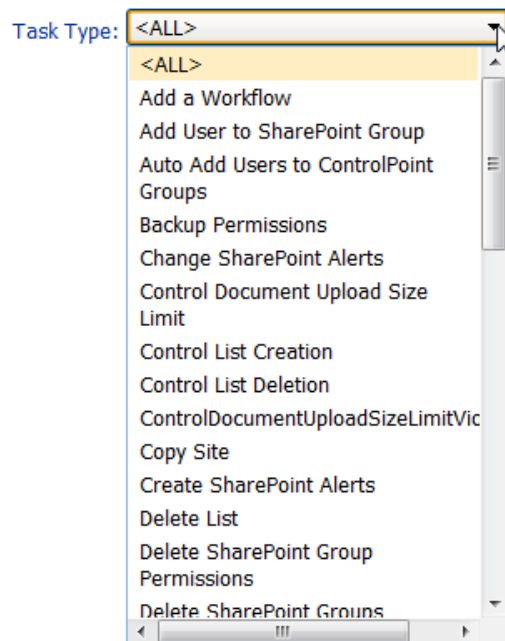 Task Type: <ALL>
<ALL>
Add a Workflow
Add User to SharePoint Group
Auto Add Users to ControlPoint
Groups
Backup Permissions
Change SharePoint Alerts
Control Document Upload Size
Limit
Control List Creation
Control List Deletion
ControlDocumentUploadSizeLimitVio
Copy Site
Create SharePoint Alerts
Delete List
Delete SharePoint Group
Permissions
Delete SharePoint Groups